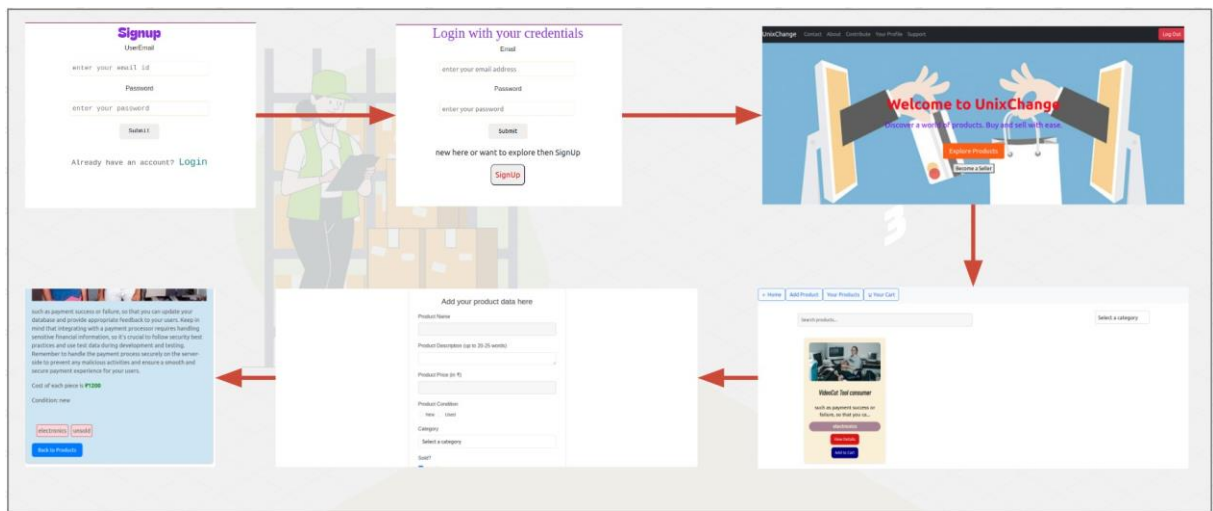 Signup
UserEmail
enter your email id
Password
enter your password
Submit
Already have an account? Login
Login with your credentials
Email
enter your email address
Password
enter your password
Submit
new here or want to explore then SignUp
SignUp
UnixChange Contact About Contribute Your Profile Support Log Out
Welcome to UnixChange
Discover a world of products. Buy and sell with ease.
Explore Products
Become a Seller
3
Home Add Product Your Products Your Cart
Search products...
Select a category
VideoCut Tool consumer
such as payment success or
failure, so that you co...
electronics
View Details
Add to Cart
Add your product data here
Product Name
Product Description (up to 20-25 words)
Product Price (in ₹)
Product Condition
New Used
Category
Select a category
Sold?
such as payment success or failure, so that you can update your
database and provide appropriate feedback to your users. Keep in
mind that integrating with a payment processor requires handling
sensitive financial information, so it's crucial to follow security best
practices and use test data during development and testing.
Remember to handle the payment process securely on the server-
side to prevent any malicious activities and ensure a smooth and
secure payment experience for your users.
Cost of each piece is ₹1200
Condition: new
electronics unsold
Back to Products